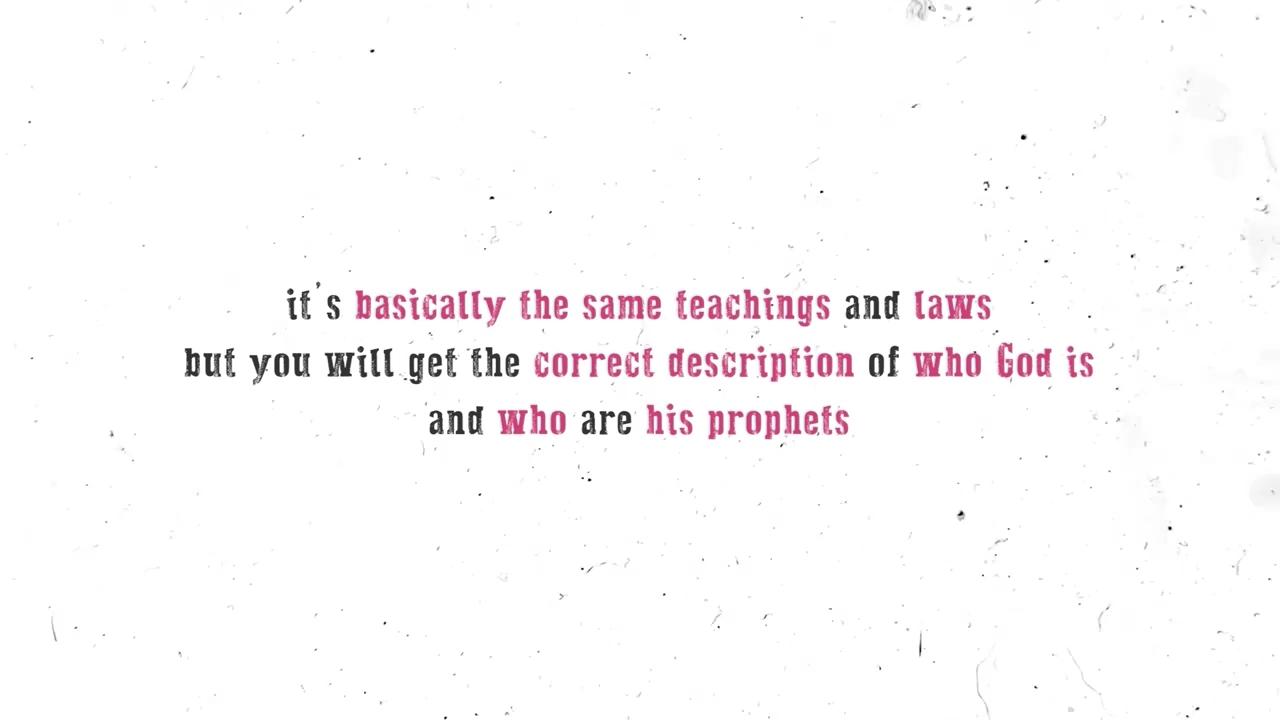 it's basically the same teachings and laws
but you will get the correct description of who God is
and who are his prophets